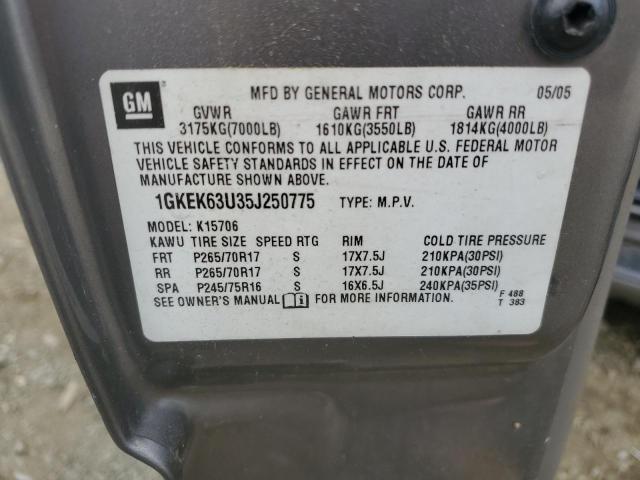 GM
MFD BY GENERAL MOTORS CORP. 05/05
GVWR GAWR FRT GAWR RR
3175KG(7000LB) 1610KG(3550LB) 1814KG(4000LB)
THIS VEHICLE CONFORMS TO ALL APPLICABLE U.S. FEDERAL MOTOR
VEHICLE SAFETY STANDARDS IN EFFECT ON THE DATE OF
MANUFACTURE SHOWN ABOVE.
1GKEK63U35J250775 TYPE: M.P.V.
MODEL: K15706
KAWU TIRE SIZE SPEED RTG RIM COLD TIRE PRESSURE
FRT P265/70R17 S 17X7.5J 210KPA(30PSI)
RR P265/70R17 S 17X7.5J 210KPA(30PSI)
SPA P245/75R16 S 16X6.5J 240KPA(35PSI)
SEE OWNER'S MANUAL FOR MORE INFORMATION. F 488
T 383